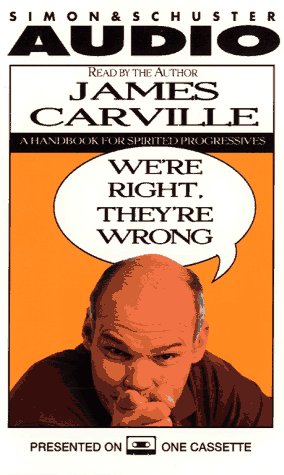 SIMON & SCHUSTER
AUDIO
READ BY THE AUTHOR
JAMES
CARVILLE
A HANDBOOK FOR SPIRITED PROGRESSIVES
WE'RE
RIGHT,
THEY'RE
WRONG
PRESENTED ON ONE CASSETTE